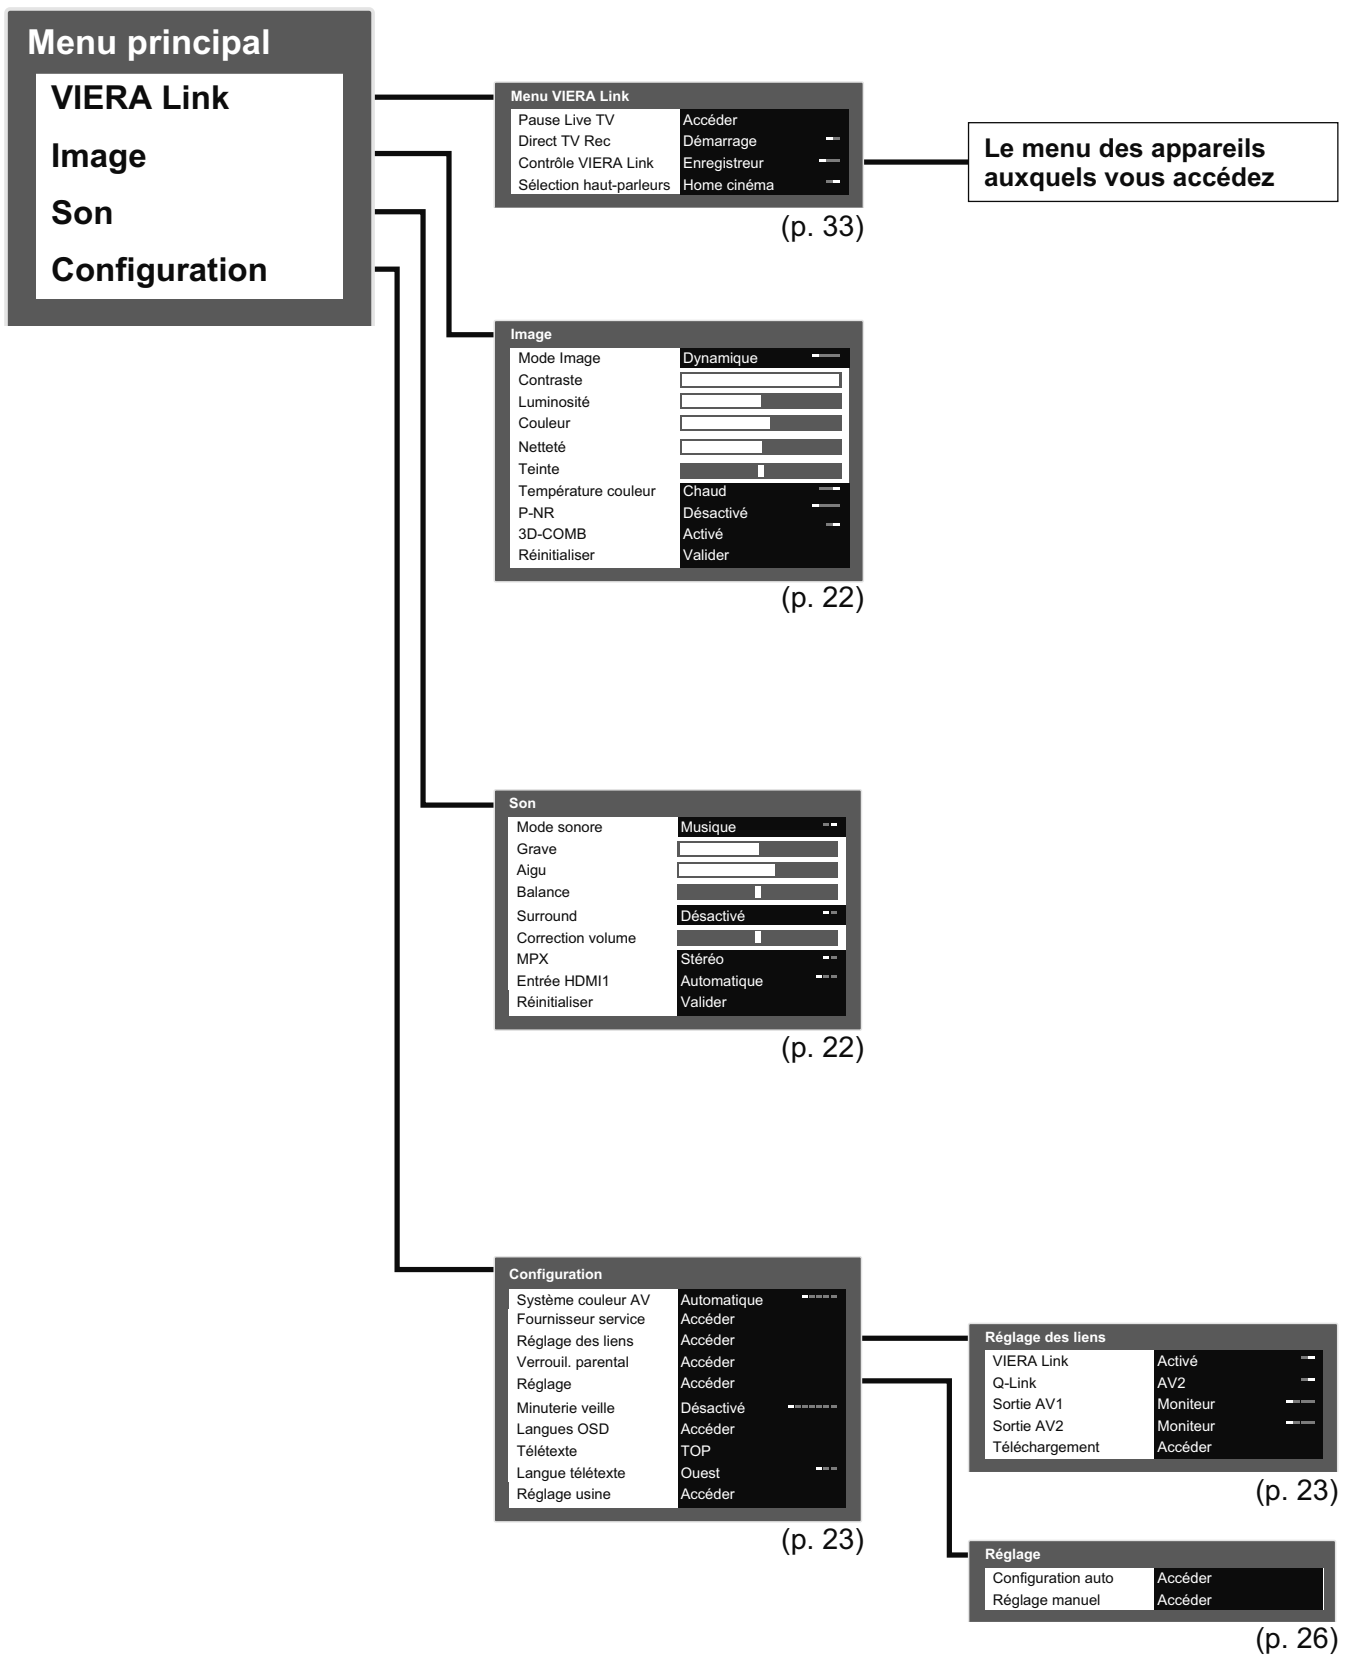 Menu principal
VIERA Link
Image
Son
Configuration
Menu VIERA Link
Pause Live TV Accéder
Direct TV Rec Démarrage
Contrôle VIERA Link Enregistreur
Sélection haut-parleurs Home cinéma
(p. 33)
Le menu des appareils
auxquels vous accédez
Image
Mode Image Dynamique
Contraste
Luminosité
Couleur
Netteté
Teinte
Température couleur Chaud
P-NR Désactivé
3D-COMB Activé
Réinitialiser Valider
(p. 22)
Son
Mode sonore Musique
Grave
Aigu
Balance
Surround Désactivé
Correction volume
MPX Stéréo
Entrée HDMI1 Automatique
Réinitialiser Valider
(p. 22)
Configuration
Système couleur AV Automatique
Fournisseur service Accéder
Réglage des liens Accéder
Verrouil. parental Accéder
Réglage Accéder
Minuterie veille Désactivé
Langues OSD Accéder
Télétexte TOP
Langue télétexte Ouest
Réglage usine Accéder
(p. 23)
Réglage des liens
VIERA Link Activé
Q-Link AV2
Sortie AV1 Moniteur
Sortie AV2 Moniteur
Téléchargement Accéder
(p. 23)
Réglage
Configuration auto Accéder
Réglage manuel Accéder
(p. 26)